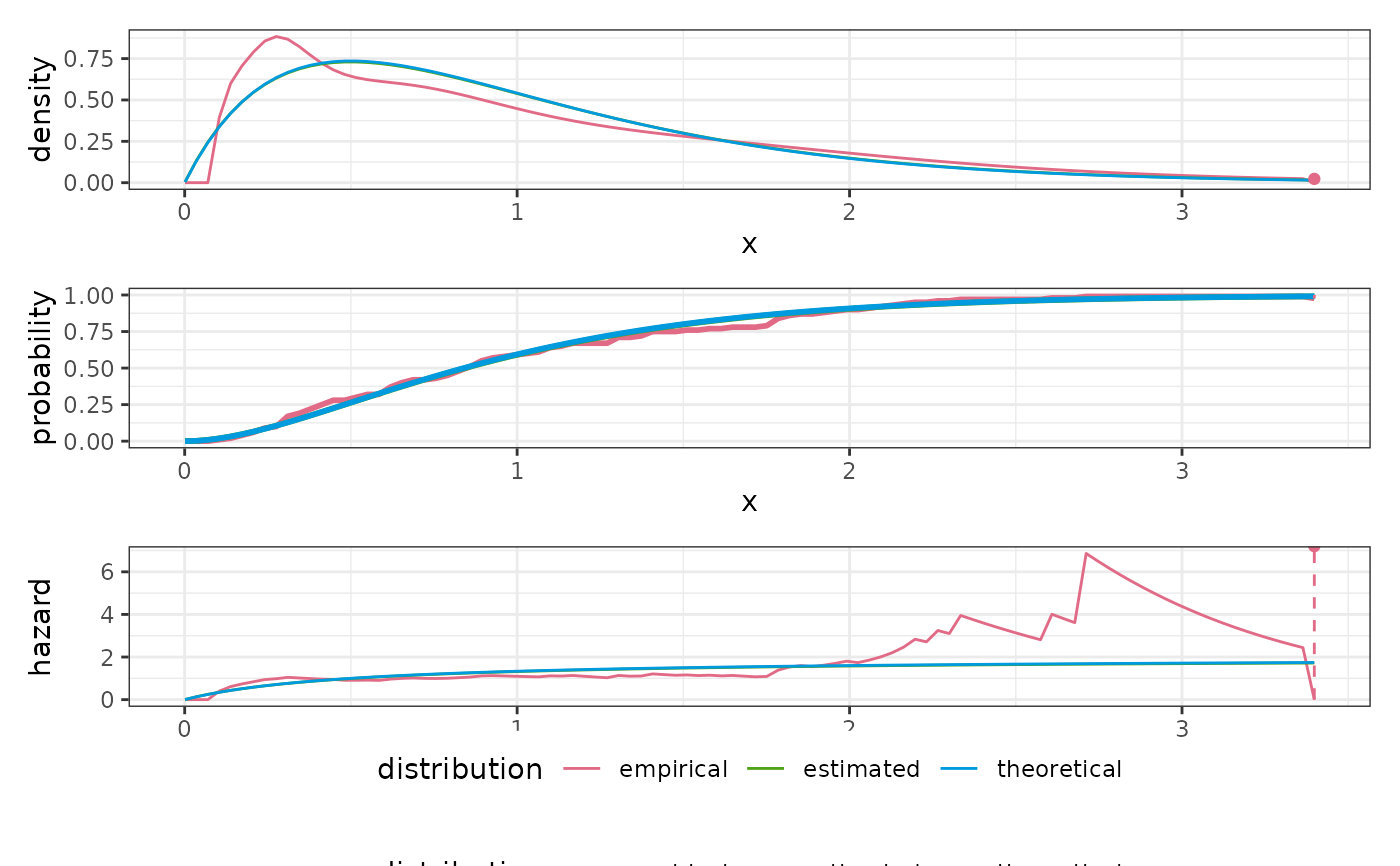 density
0.75
0.50
0.25
0.00
0 1 2 3
x
probability
1.00
0.75
0.50
0.25
0.00
0 1 2 3
x
hazard
6
4
2
0
0 1 2 3
distribution empirical estimated theoretical